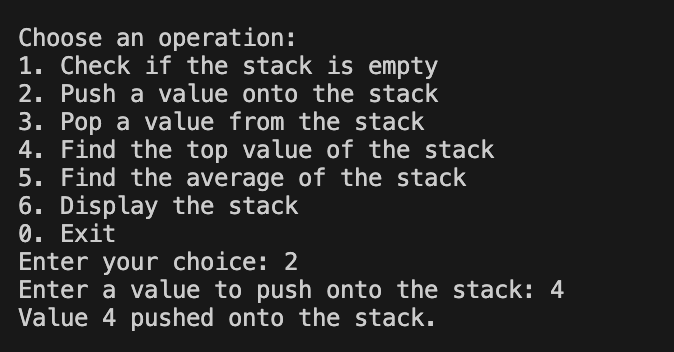 Choose an operation:
1. Check if the stack is empty
2. Push a value onto the stack
3. Pop a value from the stack
4. Find the top value of the stack
5. Find the average of the stack
6. Display the stack
0. Exit
Enter your choice: 2
Enter a value to push onto the stack: 4
Value 4 pushed onto the stack.